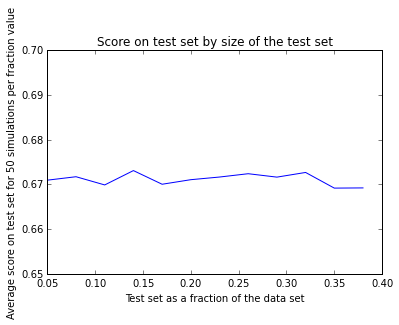 Score on test set by size of the test set
Average score on test set for 50 simulations per fraction value
0.70
0.69
0.68
0.67
0.66
0.65
0.05 0.10 0.15 0.20 0.25 0.30 0.35 0.40
Test set as a fraction of the data set